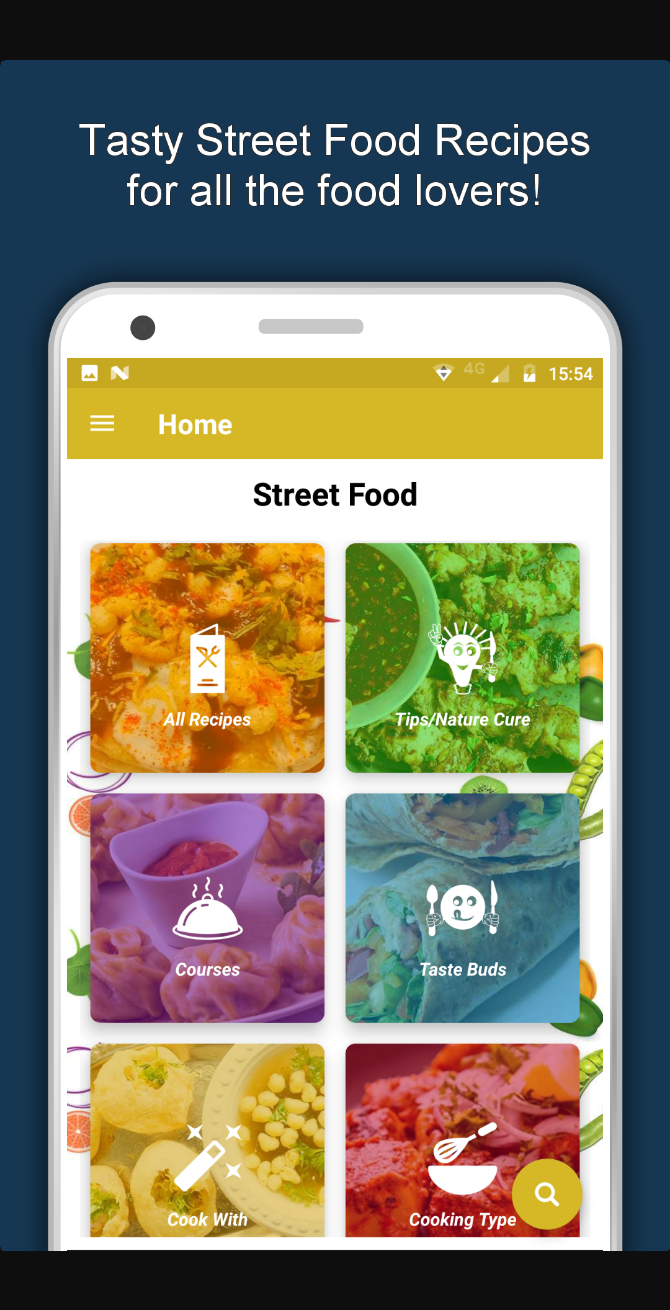 Tasty Street Food Recipes
for all the food lovers!
4G
15:54
Home
Street Food
All Recipes
Tips/Nature Cure
Courses
Taste Buds
Cook With
Cooking Type